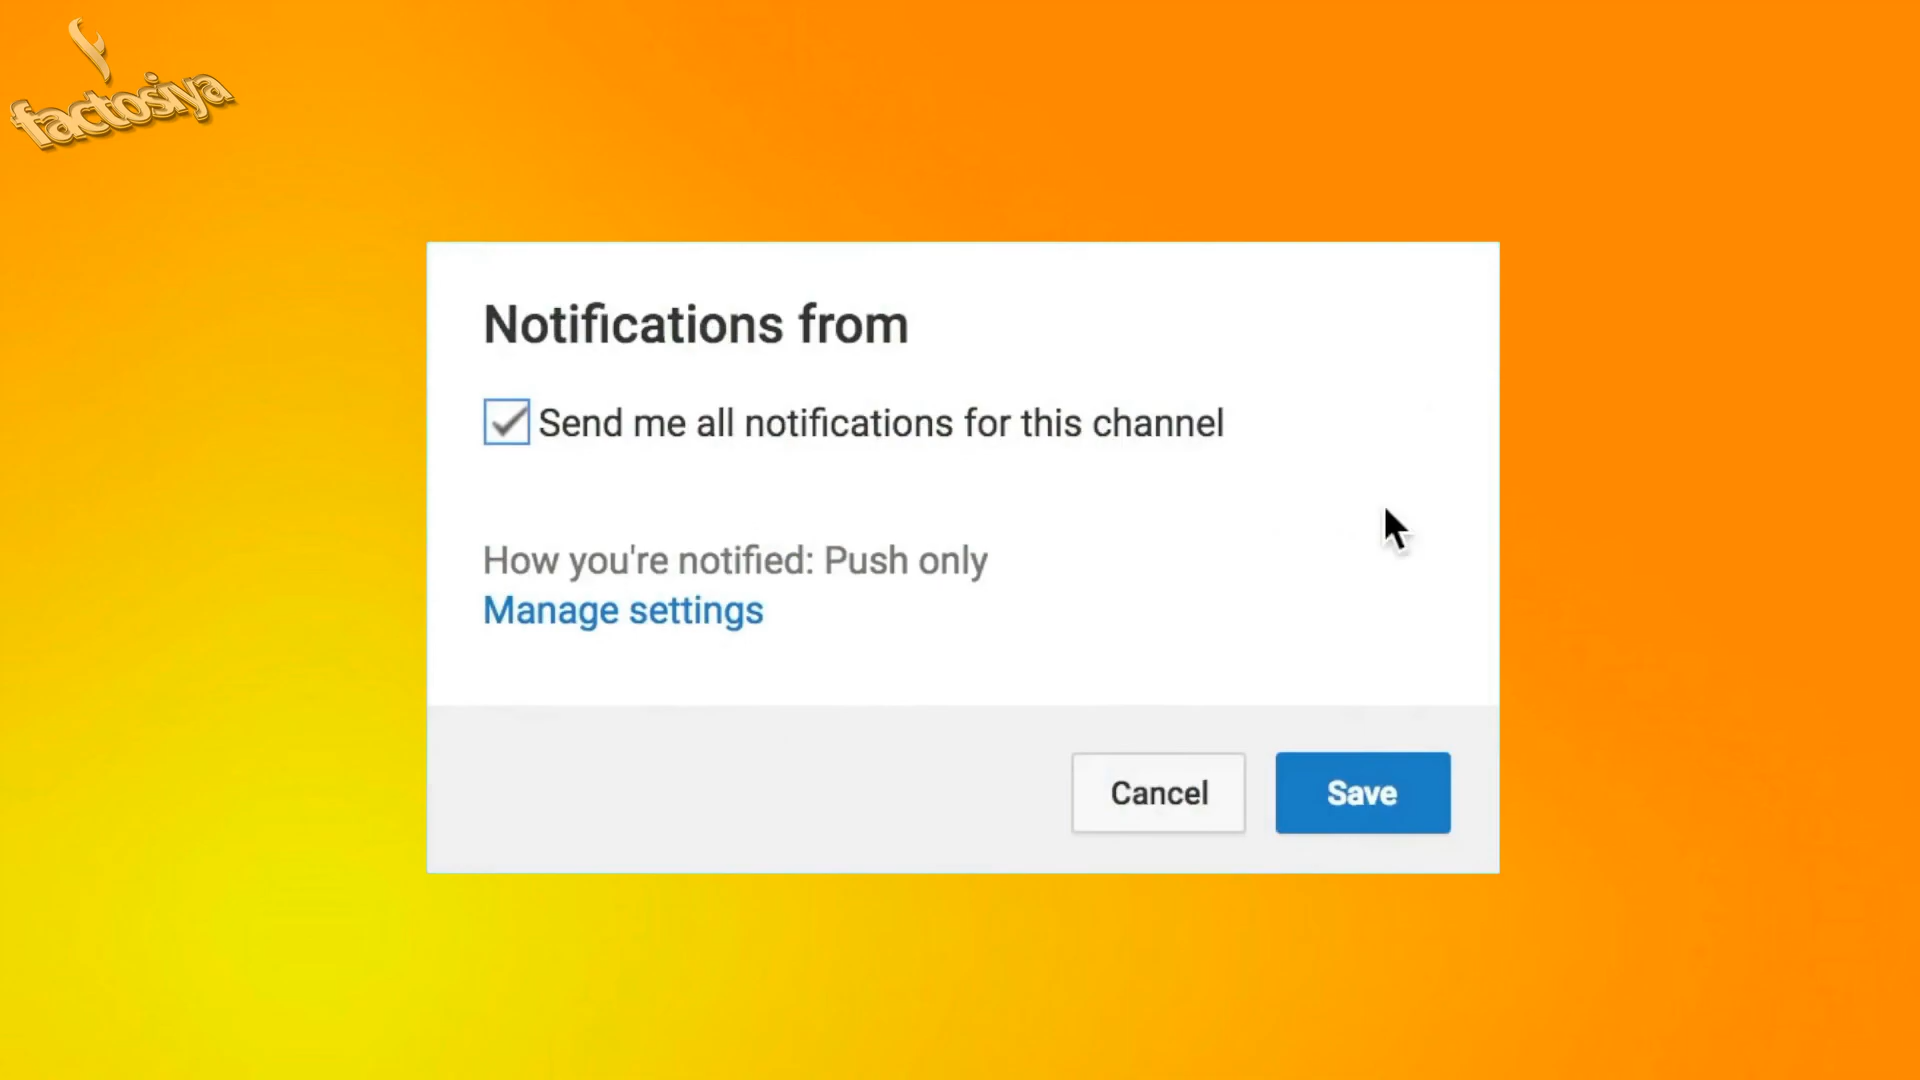 factosiya
Notifications from
Send me all notifications for this channel
How you're notified: Push only
Manage settings
Cancel
Save